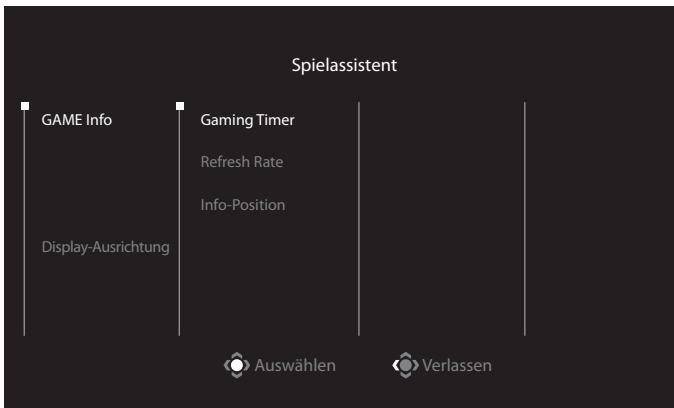 Spielassistent
GAME Info
Gaming Timer
Refresh Rate
Info-Position
Display-Ausrichtung
Auswählen
Verlassen